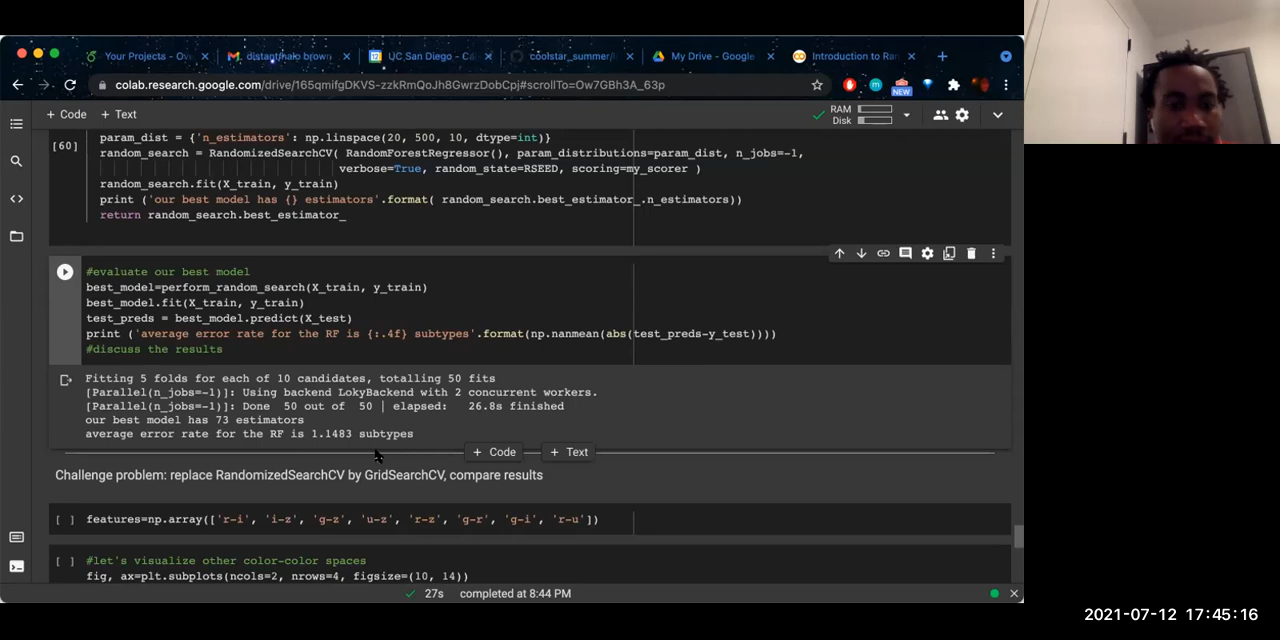 Your Projects - Ove
distant/halo brown
UC San Diego - Ca
coolstar_summer/
My Drive - Google
Introduction to Ran
colab.research.google.com/drive/165qmifgDKVS-zzkRmQoJh8GwrzDobCpj#scrollTo=Ow7GBh3A_63p
NEW
+ Code + Text
RAM
Disk
[60]
param_dist = {'n_estimators': np.linspace(20, 500, 10, dtype=int)}
random_search = RandomizedSearchCV( RandomForestRegressor(), param_distributions=param_dist, n_jobs=-1,
verbose=True, random_state=RSEED, scoring=my_scorer )
random_search.fit(X_train, y_train)
print ('our best model has {} estimators'.format( random_search.best_estimator_.n_estimators))
return random_search.best_estimator_
#evaluate our best model
best_model=perform_random_search(X_train, y_train)
best_model.fit(X_train, y_train)
test_preds = best_model.predict(X_test)
print ('average error rate for the RF is {:.4f} subtypes'.format(np.nanmean(abs(test_preds-y_test))))
#discuss the results
Fitting 5 folds for each of 10 candidates, totalling 50 fits
[Parallel(n_jobs=-1)]: Using backend LokyBackend with 2 concurrent workers.
[Parallel(n_jobs=-1)]: Done 50 out of 50 | elapsed: 26.8s finished
our best model has 73 estimators
average error rate for the RF is 1.1483 subtypes
+ Code + Text
Challenge problem: replace RandomizedSearchCV by GridSearchCV, compare results
[ ] features=np.array(['r-i', 'i-z', 'g-z', 'u-z', 'r-z', 'g-r', 'g-i', 'r-u'])
[ ] #let's visualize other color-color spaces
fig, ax=plt.subplots(ncols=2, nrows=4, figsize=(10, 14))
27s completed at 8:44 PM
2021-07-12 17:45:16